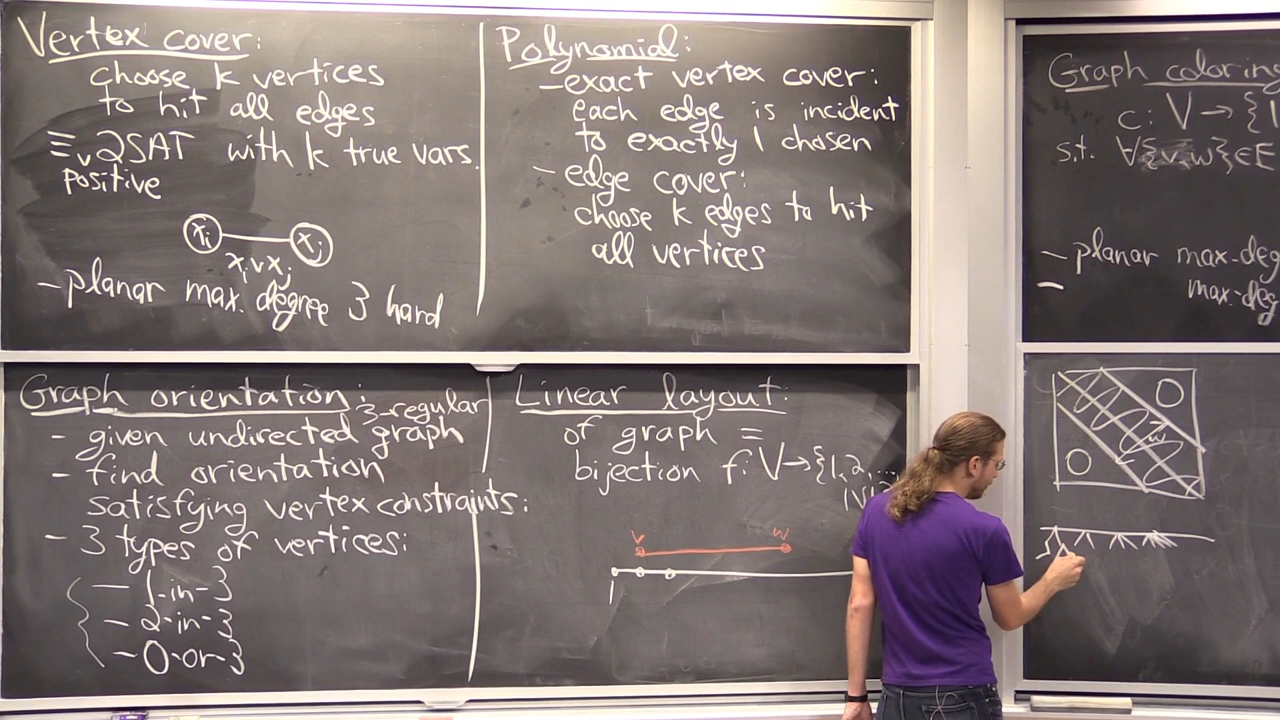 Vertex cover:
choose k vertices
to hit all edges
≡ 2SAT with k true vars.
positive
xi xj
xi ∨ xj
- planar max. degree 3 hard
Polynomial:
- exact vertex cover:
each edge is incident
to exactly 1 chosen
- edge cover:
choose k edges to hit
all vertices
Graph coloring
c: V → {1
s.t. ∀{v,w}∈E
- planar max-deg
max-deg
Graph orientation:
3-regular
- given undirected graph
- find orientation
satisfying vertex constraints:
- 3 types of vertices:
- 1-in-3
- 2-in-3
- 0-or-3
Linear layout:
of graph =
bijection f: V→{1,2,...
|V|
v w
1